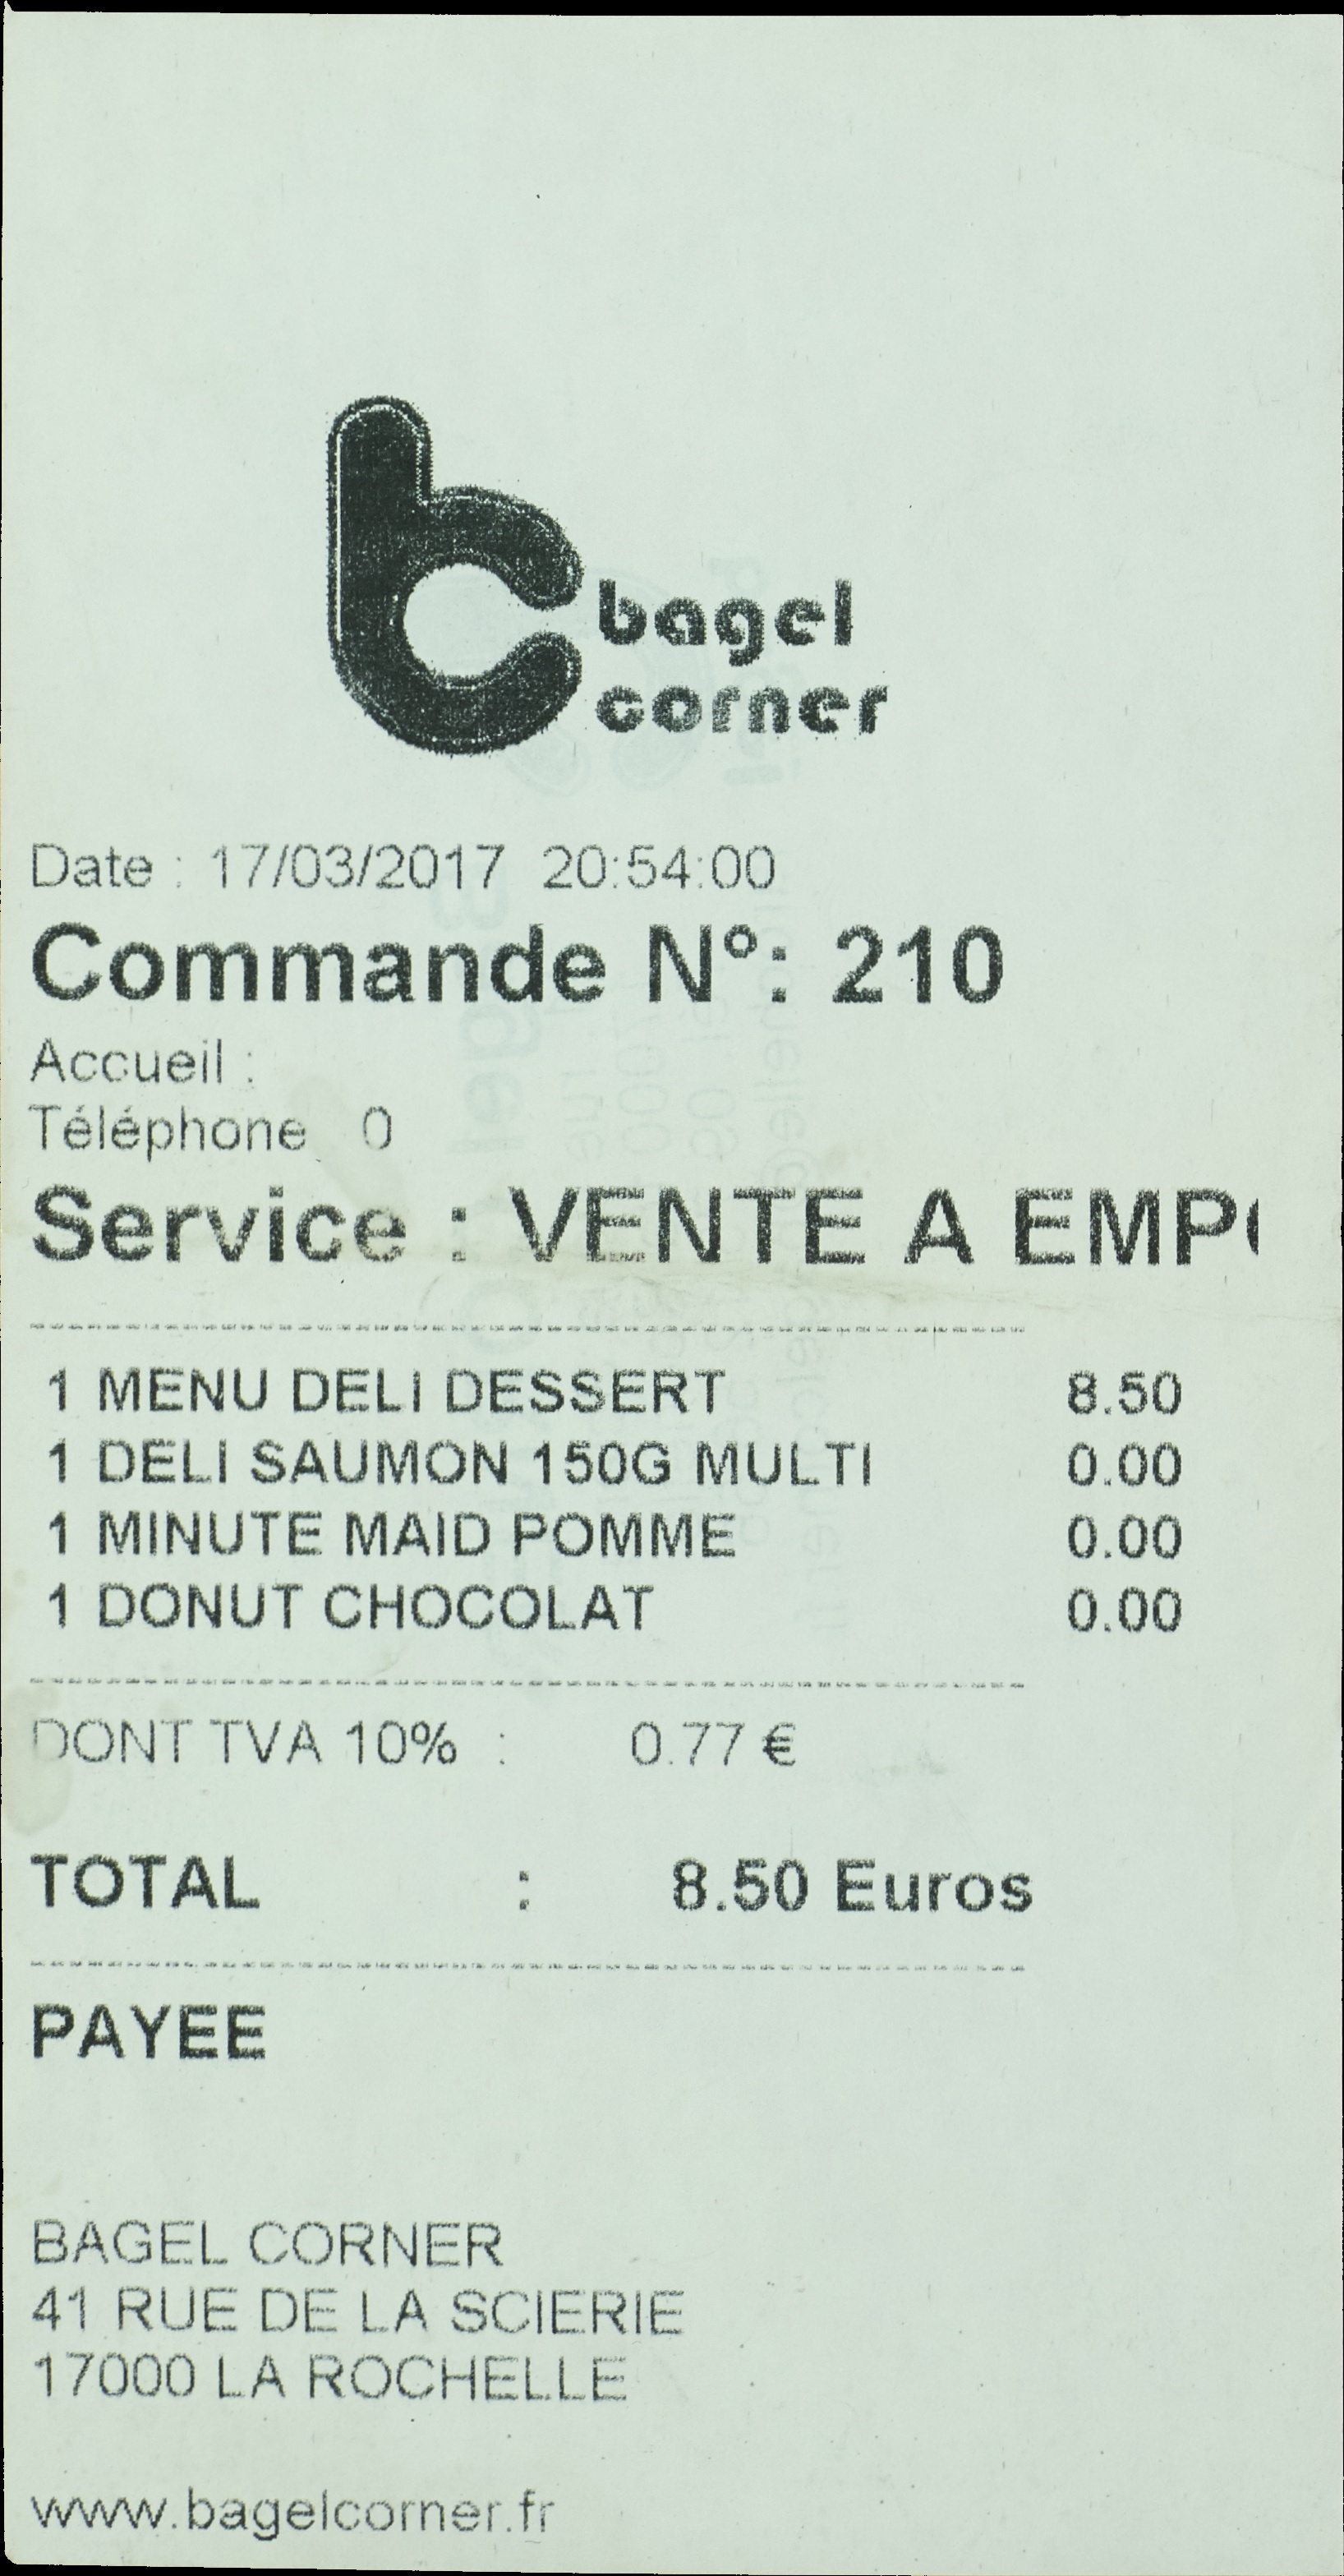 bagel
corner
Date : 17/03/2017 20:54:00
Commande N°: 210
Accueil :
Téléphone 0
Service : VENTE A EMP
1 MENU DELI DESSERT 8.50
1 DELI SAUMON 150G MULTI 0.00
1 MINUTE MAID POMME 0.00
1 DONUT CHOCOLAT 0.00
DONT TVA 10% : 0.77 €
TOTAL : 8.50 Euros
PAYEE
BAGEL CORNER
41 RUE DE LA SCIERIE
17000 LA ROCHELLE
www.bagelcorner.fr